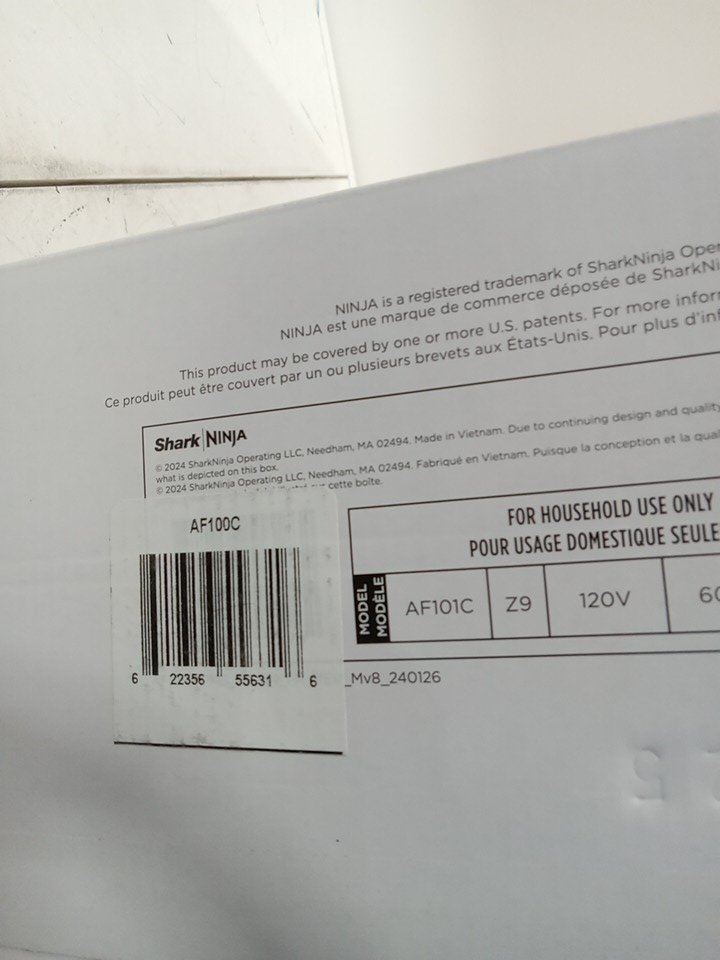 NINJA is a registered trademark of SharkNinja
NINJA est une marque de commerce déposée de
This product may be covered by one or more U.S. patents. For more
Ce produit peut être couvert par un ou plusieurs brevets aux États-Unis. Pour plus
Shark NINJA
© 2024 SharkNinja Operating LLC, Needham, MA 02494. Made in Vietnam. Due to continuing design and quality
what is depicted on this box.
© 2024 SharkNinja Operating LLC, Needham, MA 02494. Fabriqué en Vietnam. Puisque la conception et la
cette boîte.
AF100C
6 22356 55631 6
FOR HOUSEHOLD USE ONLY
POUR USAGE DOMESTIQUE
MODEL
MODÈLE
AF101C Z9 120V
_Mv8_240126